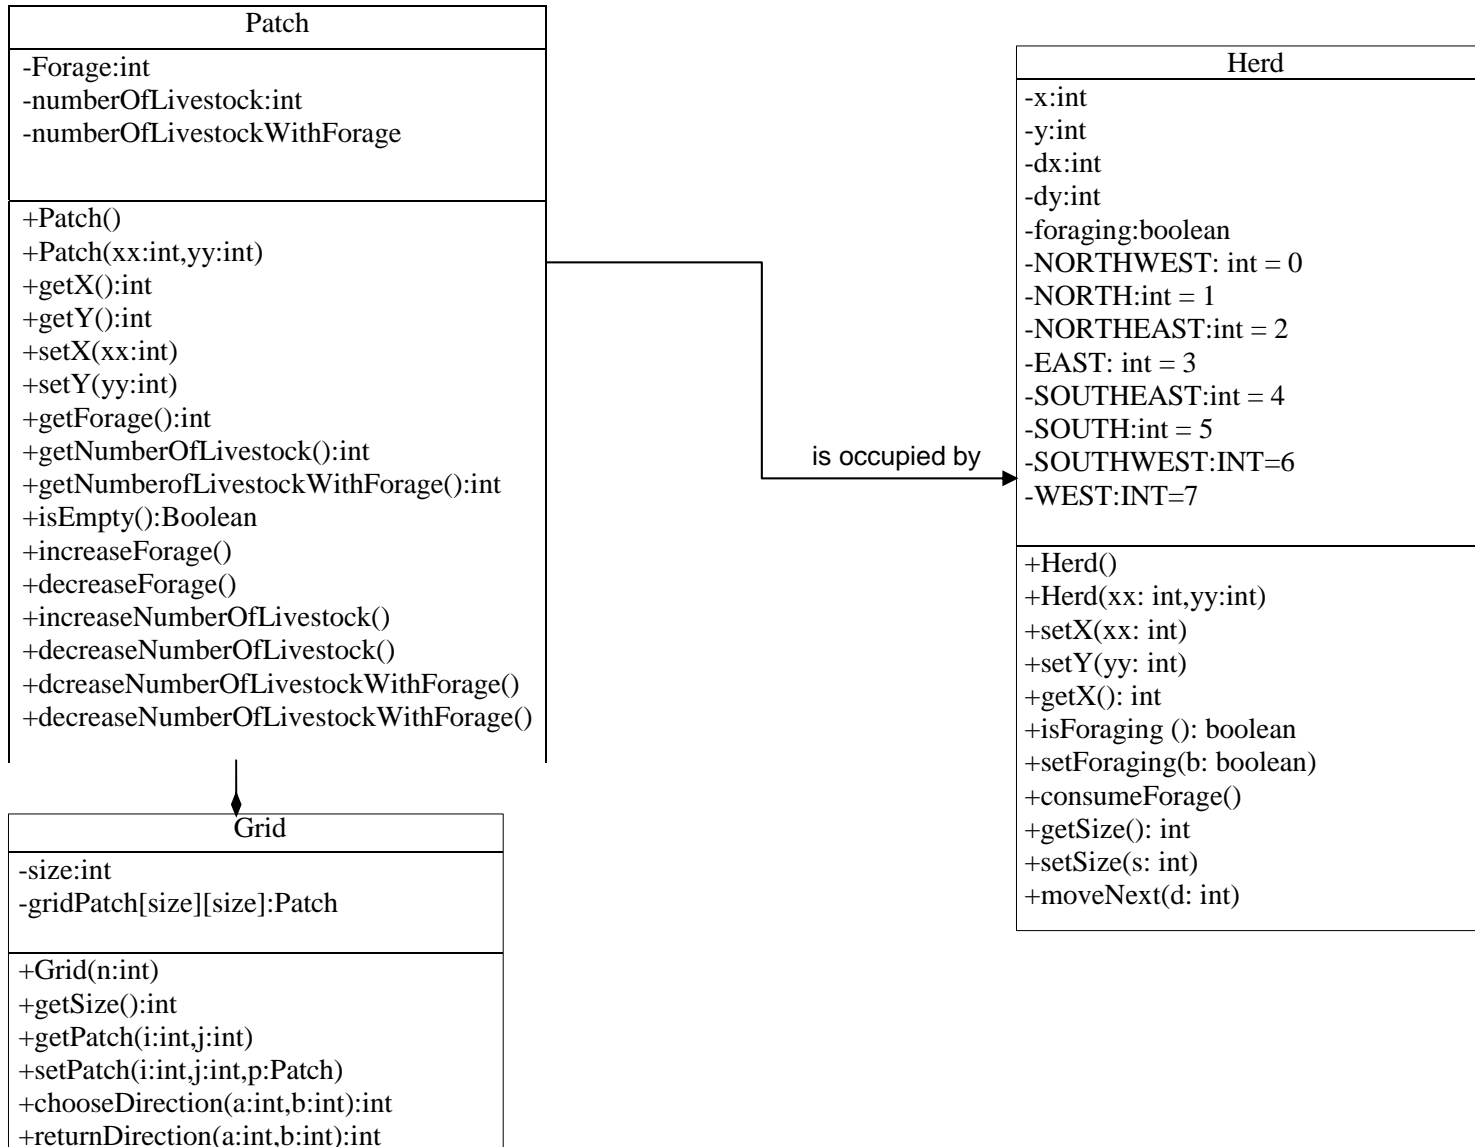 Patch
-Forage:int
-numberOfLivestock:int
-numberOfLivestockWithForage
+Patch()
+Patch(xx:int,yy:int)
+getX():int
+getY():int
+setX(xx:int)
+setY(yy:int)
+getForage():int
+getNumberOfLivestock():int
+getNumberofLivestockWithForage():int
+isEmpty():Boolean
+increaseForage()
+decreaseForage()
+increaseNumberOfLivestock()
+decreaseNumberOfLivestock()
+dcreaseNumberOfLivestockWithForage()
+decreaseNumberOfLivestockWithForage()
is occupied by
Herd
-x:int
-y:int
-dx:int
-dy:int
-foraging:boolean
-NORTHWEST: int = 0
-NORTH:int = 1
-NORTHEAST:int = 2
-EAST: int = 3
-SOUTHEAST:int = 4
-SOUTH:int = 5
-SOUTHWEST:INT=6
-WEST:INT=7
+Herd()
+Herd(xx: int,yy:int)
+setX(xx: int)
+setY(yy: int)
+getX(): int
+isForaging (): boolean
+setForaging(b: boolean)
+consumeForage()
+getSize(): int
+setSize(s: int)
+moveNext(d: int)
Grid
-size:int
-gridPatch[size][size]:Patch
+Grid(n:int)
+getSize():int
+getPatch(i:int,j:int)
+setPatch(i:int,j:int,p:Patch)
+chooseDirection(a:int,b:int):int
+returnDirection(a:int,b:int):int